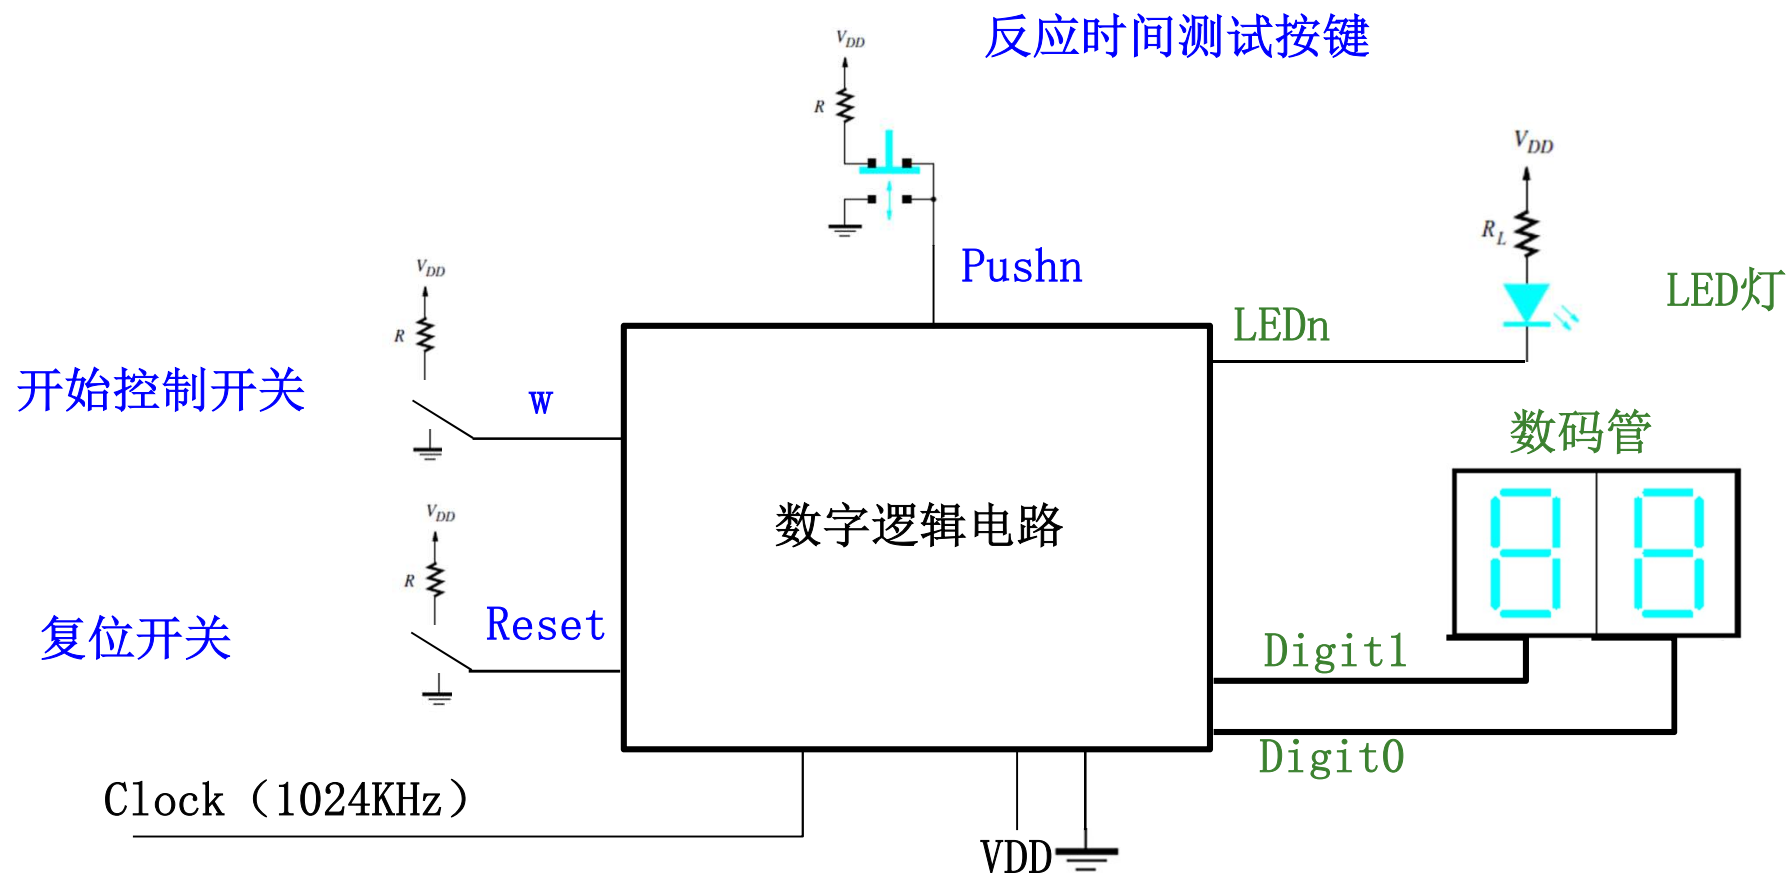 反应时间测试按键
V_DD
R
V_DD
R_L
Pushn
V_DD
LED灯
LEDn
R
开始控制开关
w
数码管
V_DD
数字逻辑电路
R
复位开关
Reset
Digit1
Digit0
Clock（1024KHz）
VDD